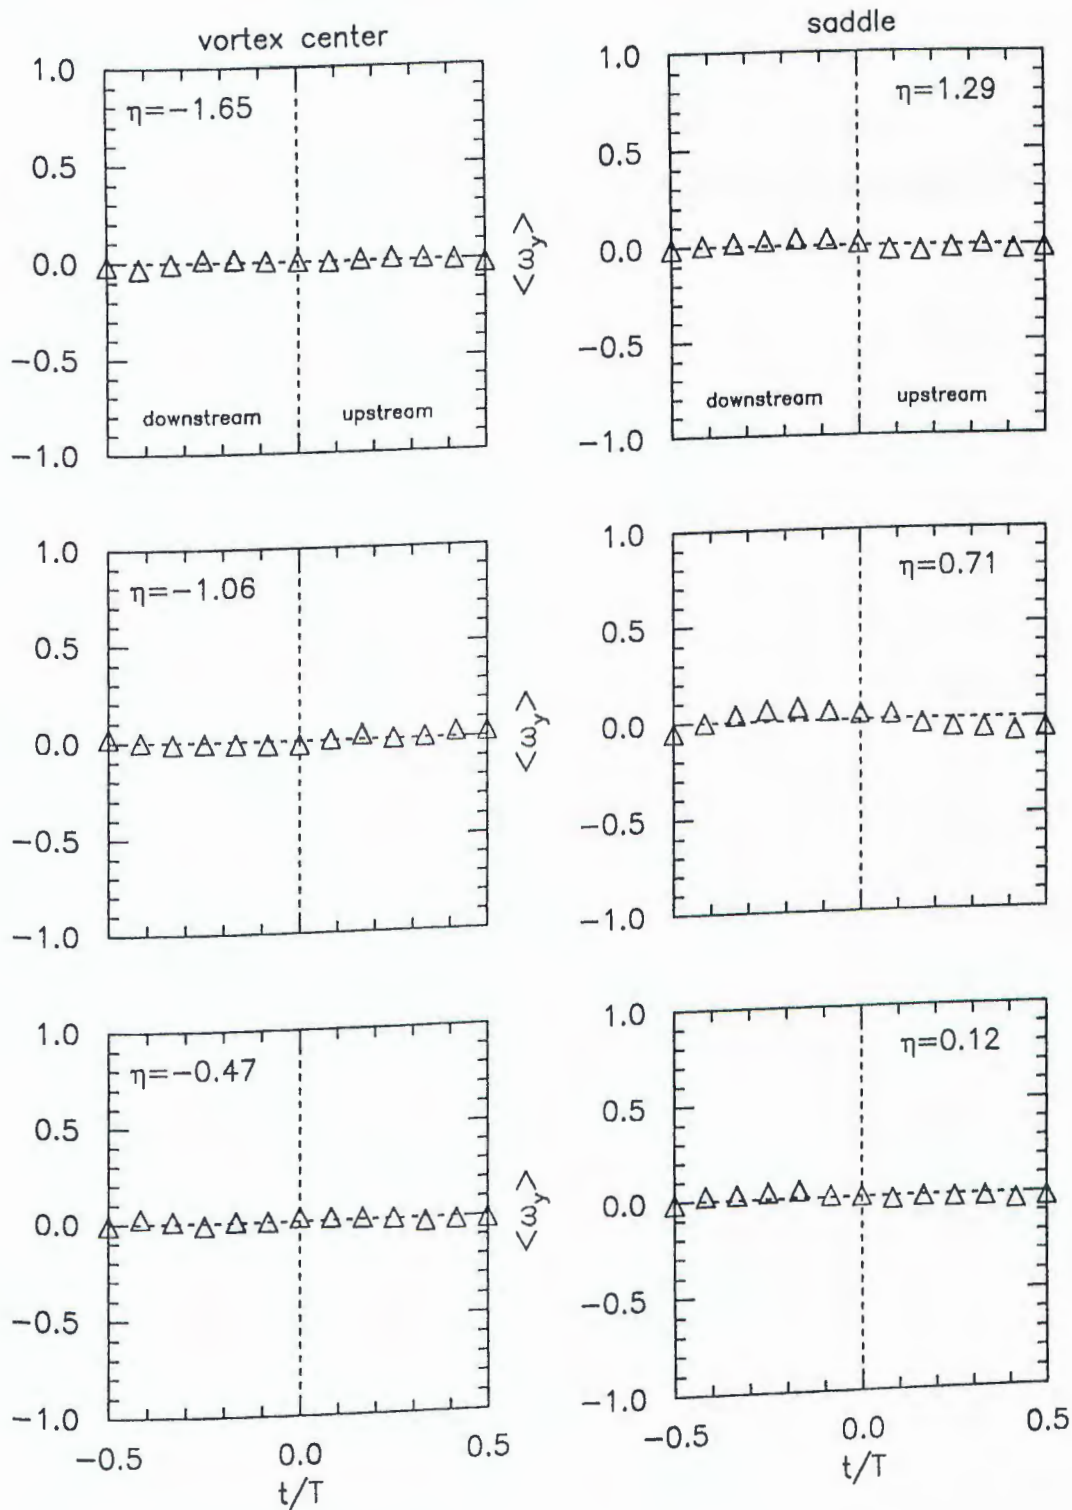 vortex center
1.0
0.5
0.0
−0.5
−1.0
η=−1.65
downstream
upstream
1.0
0.5
0.0
−0.5
−1.0
η=−1.06
1.0
0.5
0.0
−0.5
−1.0
η=−0.47
−0.5
0.0
0.5
t/T
saddle
<ω_y>
1.0
0.5
0.0
−0.5
−1.0
η=1.29
downstream
upstream
<ω_y>
1.0
0.5
0.0
−0.5
−1.0
η=0.71
<ω_y>
1.0
0.5
0.0
−0.5
−1.0
η=0.12
−0.5
0.0
0.5
t/T